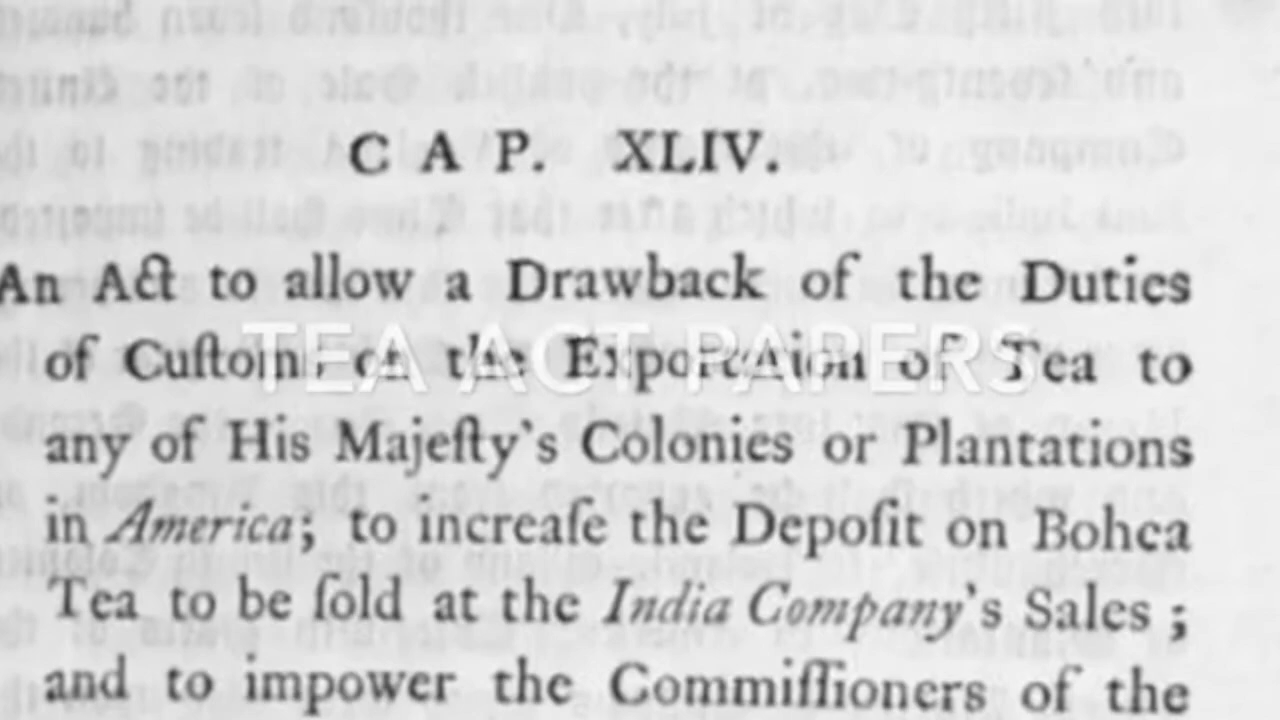 CAP. XLIV.
An Act to allow a Drawback of the Duties
of Cuſtoms on the Exportation of Tea to
TEA ACT PAPERS
any of His Majeſty's Colonies or Plantations
in America; to increaſe the Depoſit on Bohea
Tea to be ſold at the India Company's Sales ;
and to impower the Commiſſioners of the